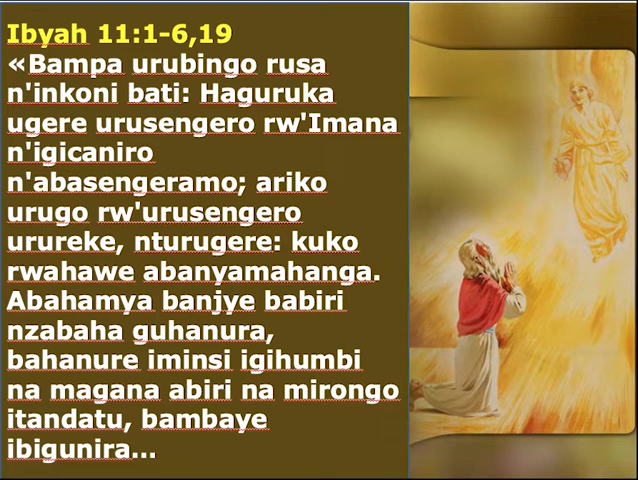 Ibyah 11:1-6,19
«Bampa urubingo rusa
n'inkoni bati: Haguruka
ugere urusengero rw'Imana
n'igicaniro
n'abasengeramo; ariko
urugo rw'urusengero
urureke, nturugere: kuko
rwahawe abanyamahanga.
Abahamya banjye babiri
nzabaha guhanura,
bahanure iminsi igihumbi
na magana abiri na mirongo
itandatu, bambaye
ibigunira...